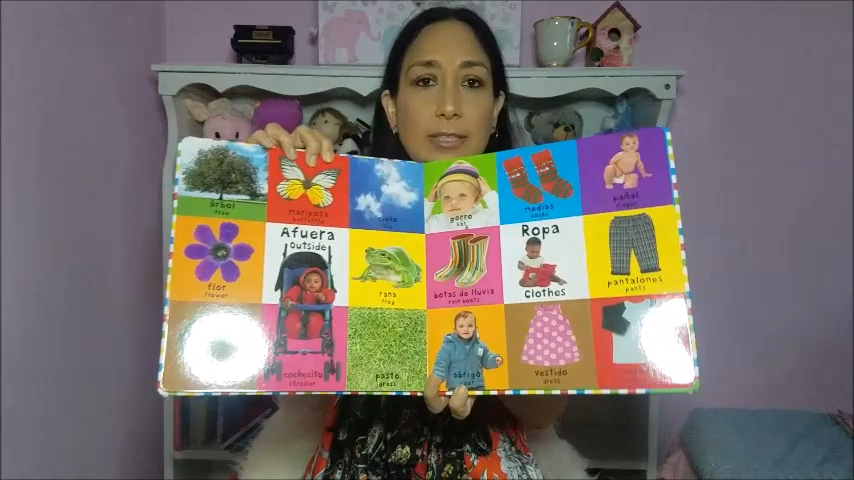 árbol
tree
mariposa
butterfly
cielo
sky
gorro
hat
medias
socks
pañal
diaper
flor
flower
Afuera
Outside
rana
frog
botas de lluvia
rain boots
Ropa
Clothes
pantalones
pants
cochecito
stroller
pasto
grass
abrigo
coat
vestido
dress